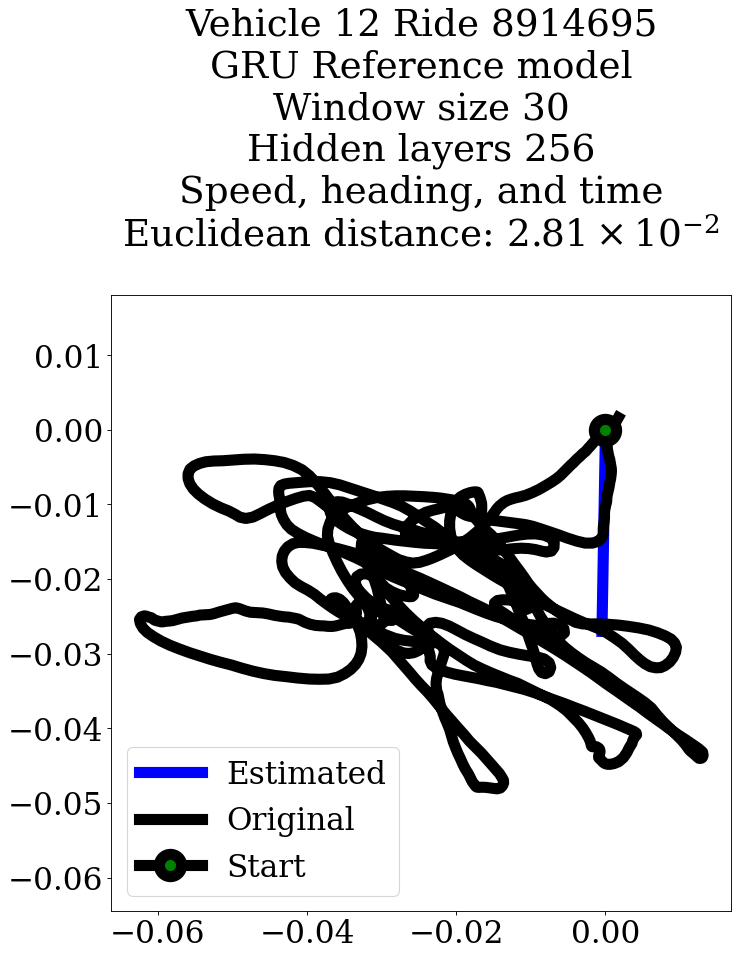 Vehicle 12 Ride 8914695
GRU Reference model
Window size 30
Hidden layers 256
Speed, heading, and time
Euclidean distance: 2.81 × 10⁻²
0.01
0.00
−0.01
−0.02
−0.03
−0.04
−0.05
−0.06
Estimated
Original
Start
−0.06 −0.04 −0.02 0.00